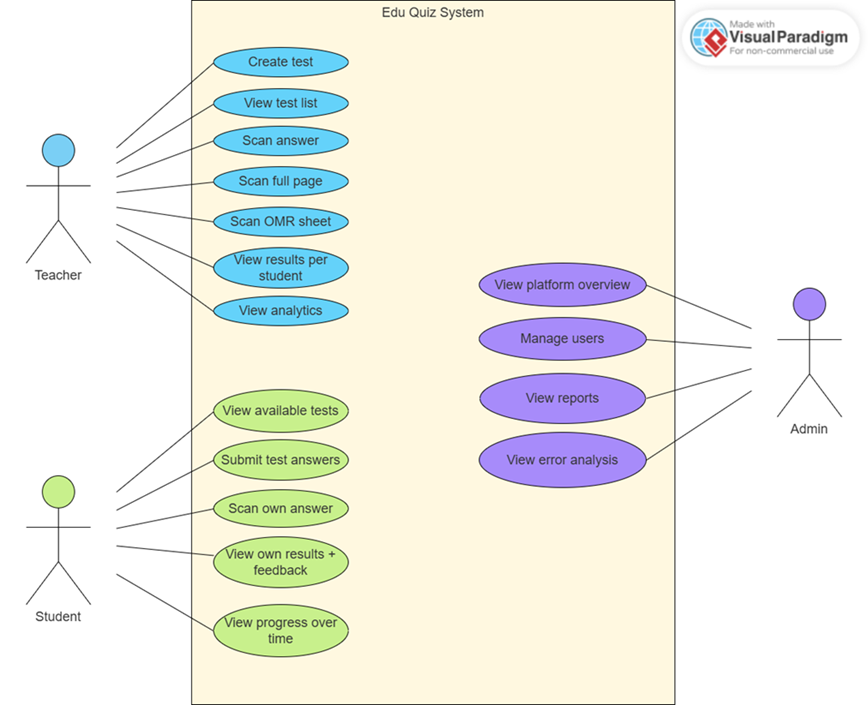 Edu Quiz System
Made with
VisualParadigm
For non-commercial use
Create test
View test list
Scan answer
Scan full page
Scan OMR sheet
View results per
student
View analytics
Teacher
View platform overview
Manage users
View reports
View error analysis
Admin
View available tests
Submit test answers
Scan own answer
View own results +
feedback
View progress over
time
Student